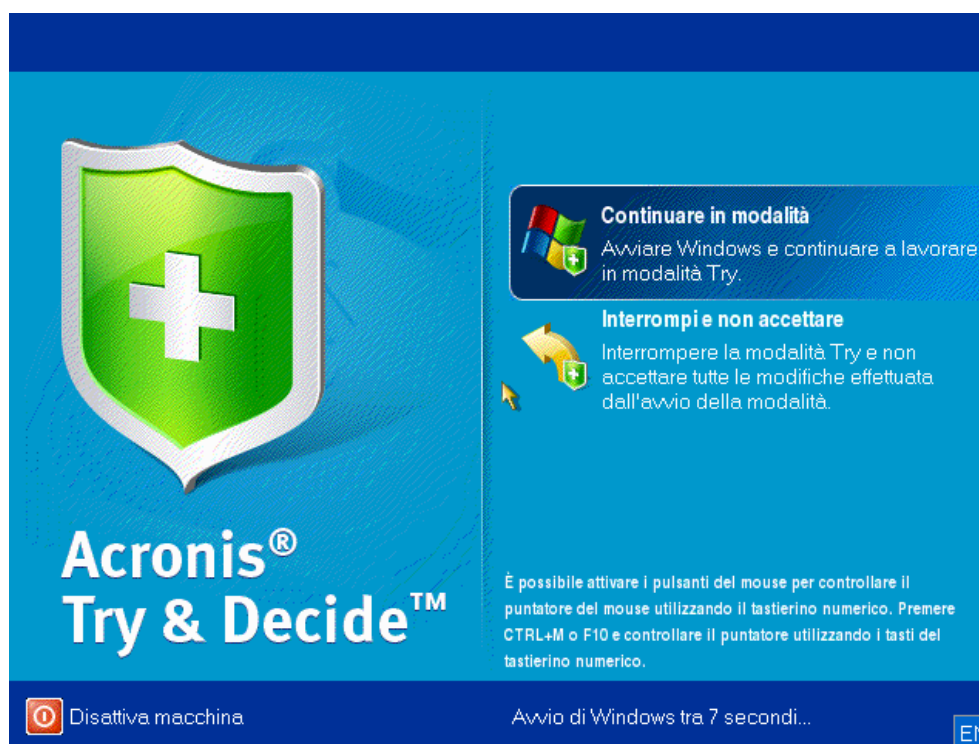 Continuare in modalità
Avviare Windows e continuare a lavorare
in modalità Try.
Interrompi e non accettare
Interrompere la modalità Try e non
accettare tutte le modifiche effettuata
dall'avvio della modalità.
Acronis®
Try & Decide™
È possibile attivare i pulsanti del mouse per controllare il
puntatore del mouse utilizzando il tastierino numerico. Premere
CTRL+M o F10 e controllare il puntatore utilizzando i tasti del
tastierino numerico.
Disattiva macchina
Avvio di Windows tra 7 secondi...
EN